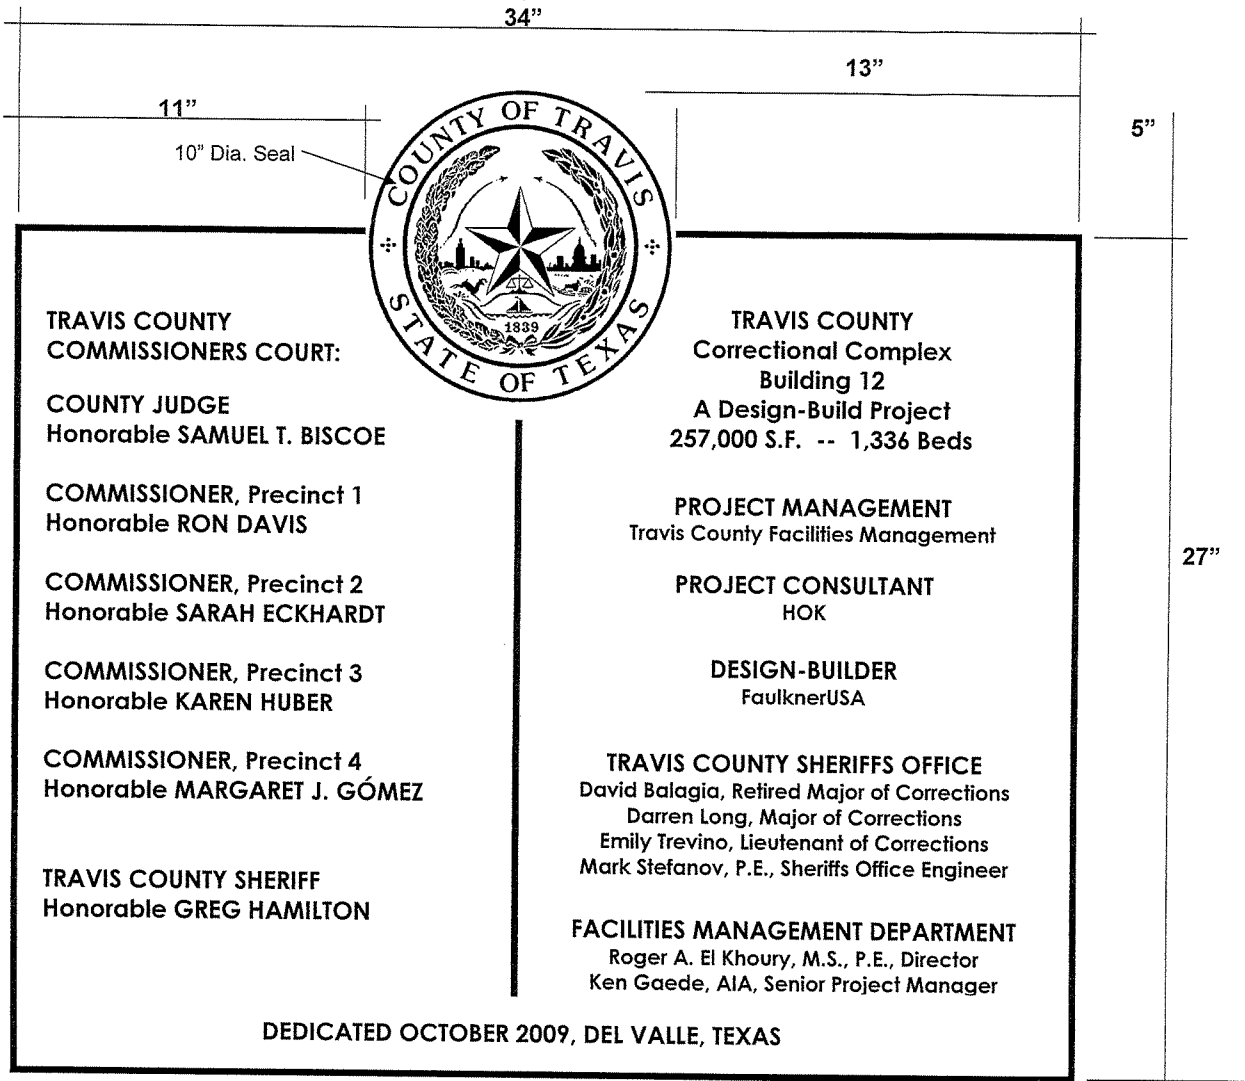 34”
13”
11”
5”
10” Dia. Seal
COUNTY OF TRAVIS
STATE OF TEXAS
1839
TRAVIS COUNTY
COMMISSIONERS COURT:
COUNTY JUDGE
Honorable SAMUEL T. BISCOE
COMMISSIONER, Precinct 1
Honorable RON DAVIS
COMMISSIONER, Precinct 2
Honorable SARAH ECKHARDT
COMMISSIONER, Precinct 3
Honorable KAREN HUBER
COMMISSIONER, Precinct 4
Honorable MARGARET J. GÓMEZ
TRAVIS COUNTY SHERIFF
Honorable GREG HAMILTON
TRAVIS COUNTY
Correctional Complex
Building 12
A Design-Build Project
257,000 S.F. -- 1,336 Beds
PROJECT MANAGEMENT
Travis County Facilities Management
PROJECT CONSULTANT
HOK
DESIGN-BUILDER
FaulknerUSA
TRAVIS COUNTY SHERIFFS OFFICE
David Balagia, Retired Major of Corrections
Darren Long, Major of Corrections
Emily Trevino, Lieutenant of Corrections
Mark Stefanov, P.E., Sheriffs Office Engineer
FACILITIES MANAGEMENT DEPARTMENT
Roger A. El Khoury, M.S., P.E., Director
Ken Gaede, AIA, Senior Project Manager
27”
DEDICATED OCTOBER 2009, DEL VALLE, TEXAS